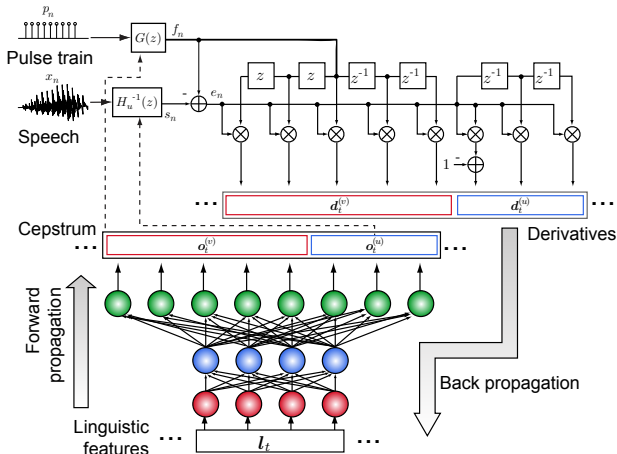 p_n
f_n
G(z)
Pulse train
x_n
z z z^{-1} z^{-1} z^{-1} z^{-1}
H_u^{-1}(z)
- e_n
s_n
Speech
1 -
... d_t^{(v)} d_t^{(u)} ...
Cepstrum
Derivatives
... o_t^{(v)} o_t^{(u)} ...
Forward
propagation
Back propagation
Linguistic
features
... l_t ...